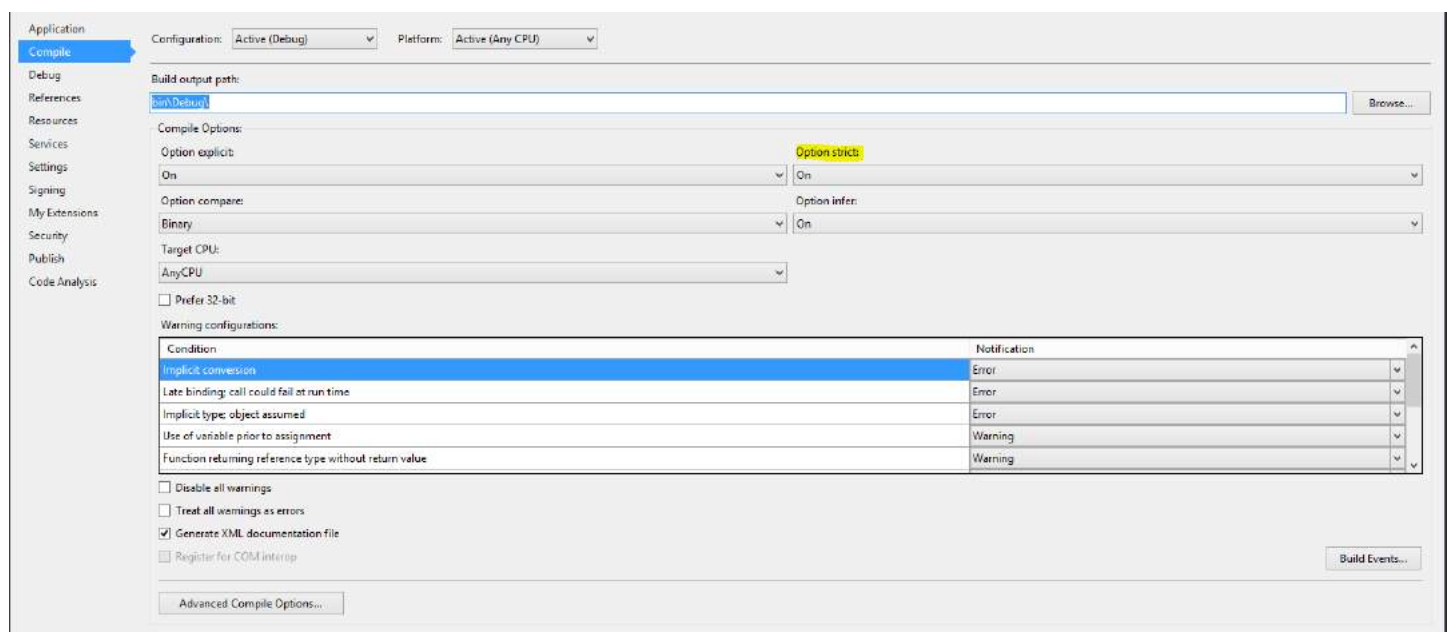 Application
Compile
Debug
References
Resources
Services
Settings
Signing
My Extensions
Security
Publish
Code Analysis
Configuration: Active (Debug) Platform: Active (Any CPU)
Build output path:
bin\Debug\ Browse...
Compile Options:
Option explicit: Option strict:
On On
Option compare: Option infer:
Binary On
Target CPU:
AnyCPU
Prefer 32-bit
Warning configurations:
Condition Notification
Implicit conversion Error
Late binding; call could fail at run time Error
Implicit type; object assumed Error
Use of variable prior to assignment Warning
Function returning reference type without return value Warning
Disable all warnings
Treat all warnings as errors
Generate XML documentation file
Register for COM interop
Build Events...
Advanced Compile Options...